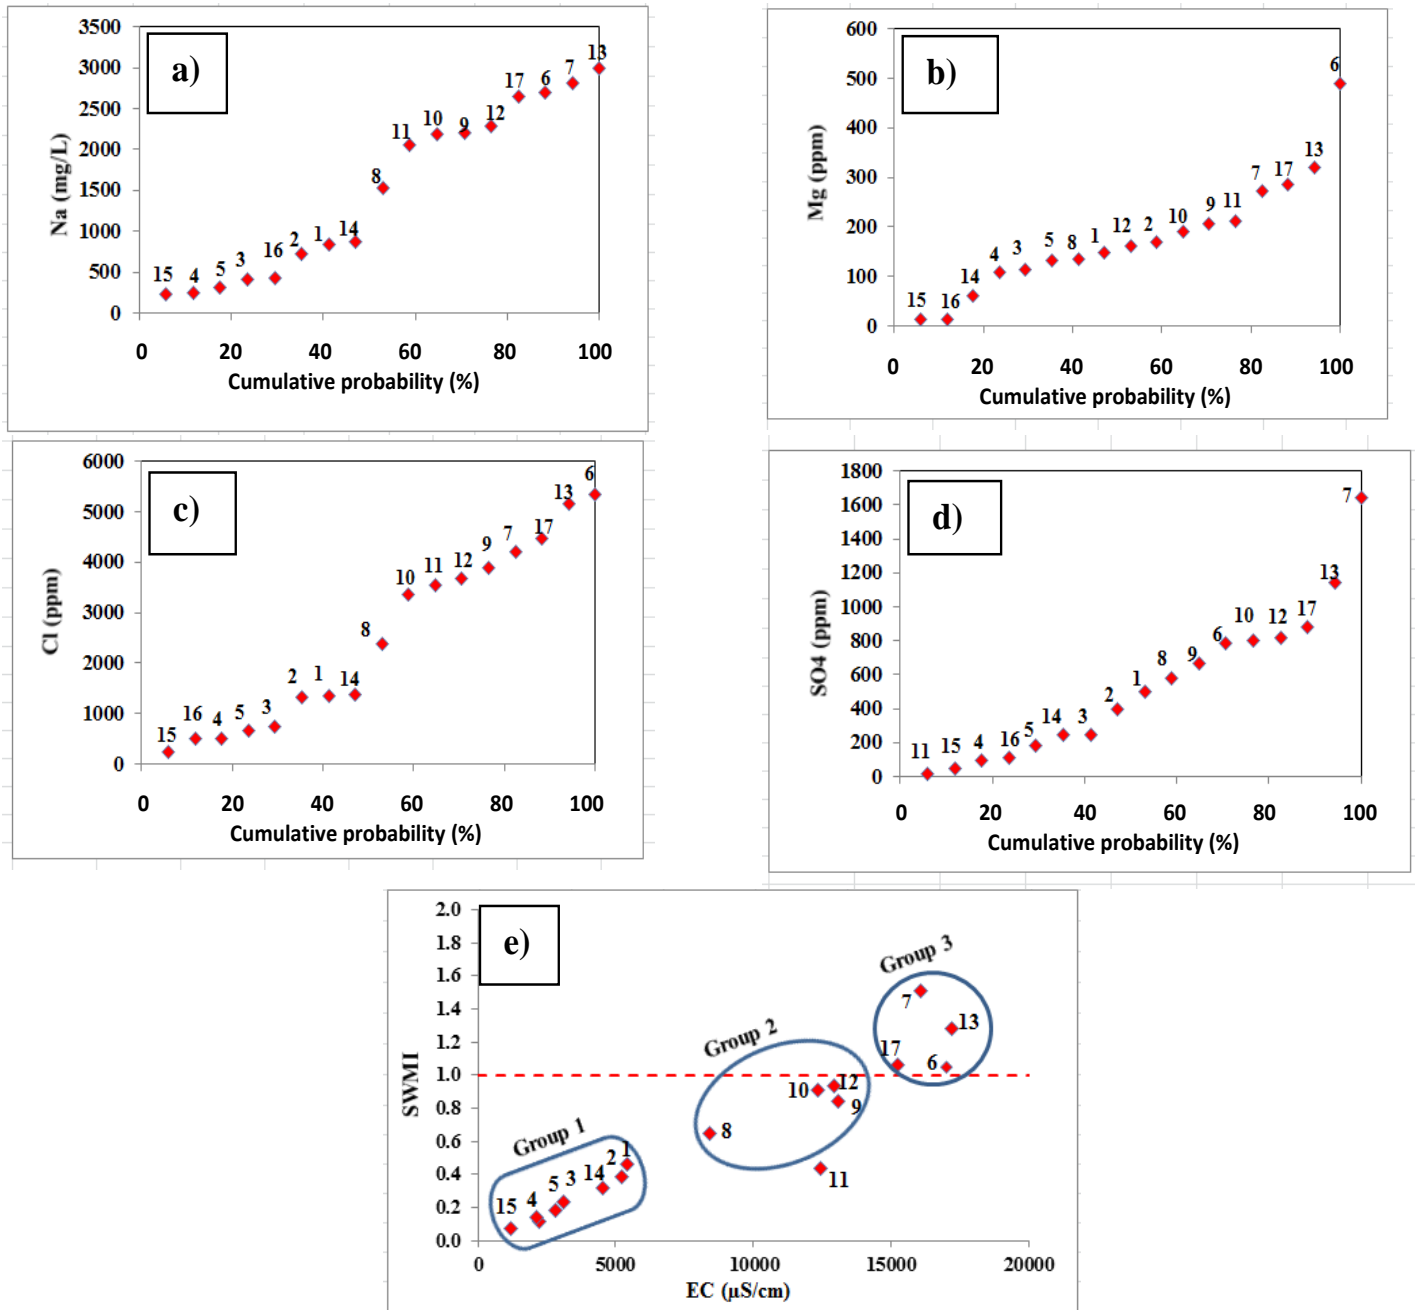 a)
Na (mg/L)
3500
3000
2500
2000
1500
1000
500
0
15 4 5 3 16 2 1 14 8 11 10 9 12 17 6 7 13
0 20 40 60 80 100
Cumulative probability (%)
b)
Mg (ppm)
600
500
400
300
200
100
0
15 16 14 4 3 5 8 1 12 2 10 9 11 7 17 13 6
0 20 40 60 80 100
Cumulative probability (%)
c)
Cl (ppm)
6000
5000
4000
3000
2000
1000
0
15 16 4 5 3 2 1 14 8 10 11 12 9 7 17 13 6
0 20 40 60 80 100
Cumulative probability (%)
d)
SO4 (ppm)
1800
1600
1400
1200
1000
800
600
400
200
0
11 15 4 16 5 14 3 2 1 8 9 6 10 12 17 13 7
0 20 40 60 80 100
Cumulative probability (%)
e)
SWMI
2.0
1.8
1.6
1.4
1.2
1.0
0.8
0.6
0.4
0.2
0.0
Group 1
15 4 5 3 14 2 1
Group 2
8 10 12 9
11
Group 3
7 13 17 6
0 5000 10000 15000 20000
EC (µS/cm)